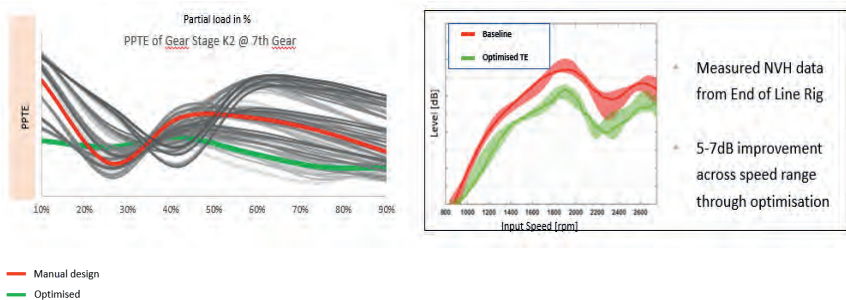 Partial load in %
PPTE of Gear Stage K2 @ 7th Gear
PPTE
10% 20% 30% 40% 50% 60% 70% 80% 90%
Manual design
Optimised
Baseline
Optimised TE
Level [dB]
800 1000 1200 1400 1600 1800 2000 2200 2400 2600
Input Speed [rpm]
Measured NVH data
from End of Line Rig
5-7dB improvement
across speed range
through optimisation